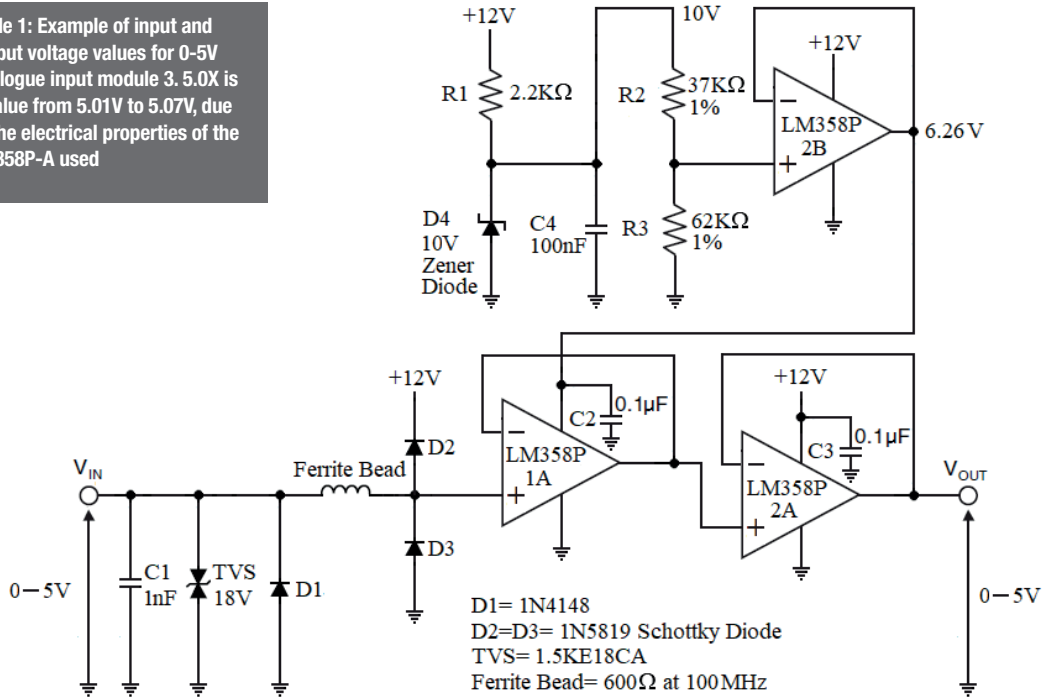 le 1: Example of input and
put voltage values for 0-5V
logue input module 3. 5.0X is
alue from 5.01V to 5.07V, due
he electrical properties of the
358P-A used
+12V
10V
+12V
R1 2.2KΩ
R2 37KΩ
1%
LM358P
2B
6.26V
D4
10V
Zener
Diode
C4
100nF
R3 62KΩ
1%
+12V
+12V
D2
C2 0.1µF
C3 0.1µF
LM358P
1A
LM358P
2A
VIN
Ferrite Bead
VOUT
D3
0—5V
C1
1nF
TVS
18V
D1
0—5V
D1= 1N4148
D2=D3= 1N5819 Schottky Diode
TVS= 1.5KE18CA
Ferrite Bead= 600Ω at 100MHz